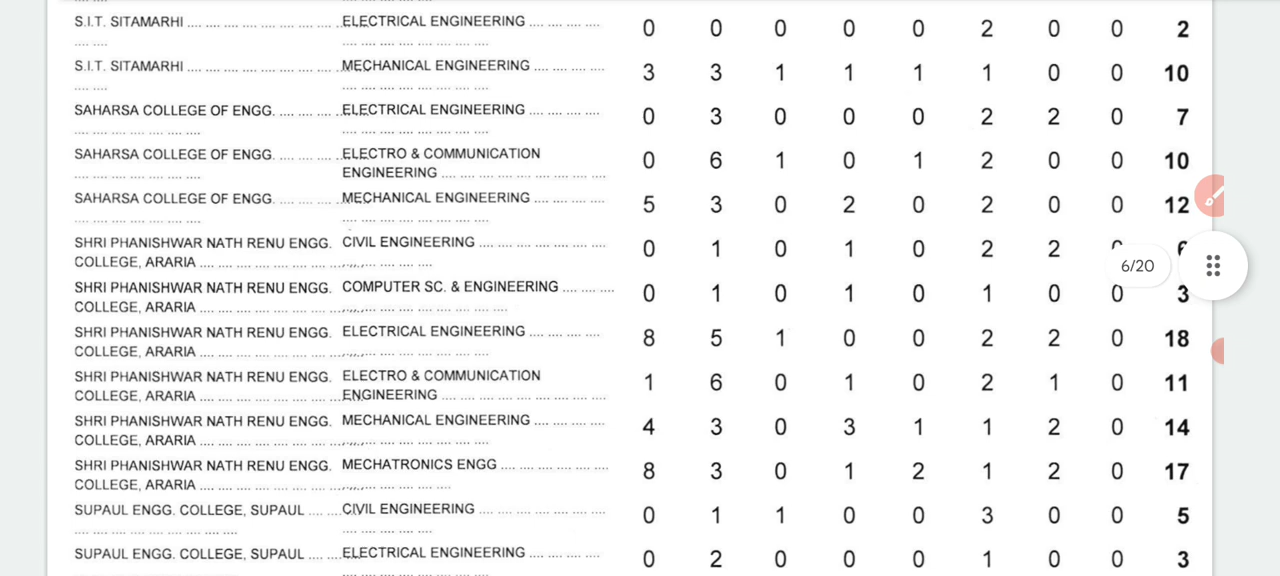 S.I.T. SITAMARHI .... .... .... .... .... .... .... ELECTRICAL ENGINEERING .... .... .... 0 0 0 0 0 2 0 0 2
S.I.T. SITAMARHI .... .... .... .... .... .... .... MECHANICAL ENGINEERING .... .... .... 3 3 1 1 1 1 0 0 10
SAHARSA COLLEGE OF ENGG. .... .... .... ELECTRICAL ENGINEERING .... .... .... 0 3 0 0 0 2 2 0 7
SAHARSA COLLEGE OF ENGG. .... .... .... ELECTRO & COMMUNICATION 0 6 1 0 1 2 0 0 10
ENGINEERING .... .... .... .... .... .... ....
SAHARSA COLLEGE OF ENGG. .... .... .... MECHANICAL ENGINEERING .... .... .... 5 3 0 2 0 2 0 0 12
SHRI PHANISHWAR NATH RENU ENGG. CIVIL ENGINEERING .... .... .... .... .... 0 1 0 1 0 2 2
COLLEGE, ARARIA .... .... .... .... .... ....
6/20
SHRI PHANISHWAR NATH RENU ENGG. COMPUTER SC. & ENGINEERING .... .... 0 1 0 1 0 1 0 0 3
COLLEGE, ARARIA .... .... .... .... .... ....
SHRI PHANISHWAR NATH RENU ENGG. ELECTRICAL ENGINEERING .... .... .... 8 5 1 0 0 2 2 0 18
COLLEGE, ARARIA .... .... .... .... .... ....
SHRI PHANISHWAR NATH RENU ENGG. ELECTRO & COMMUNICATION 1 6 0 1 0 2 1 0 11
COLLEGE, ARARIA .... .... .... .... .... .... ENGINEERING .... .... .... .... .... .... ....
SHRI PHANISHWAR NATH RENU ENGG. MECHANICAL ENGINEERING .... .... .... 4 3 0 3 1 1 2 0 14
COLLEGE, ARARIA .... .... .... .... .... ....
SHRI PHANISHWAR NATH RENU ENGG. MECHATRONICS ENGG .... .... .... .... 8 3 0 1 2 1 2 0 17
COLLEGE, ARARIA .... .... .... .... .... ....
SUPAUL ENGG. COLLEGE, SUPAUL .... .... CIVIL ENGINEERING .... .... .... .... .... 0 1 1 0 0 3 0 0 5
SUPAUL ENGG. COLLEGE, SUPAUL .... .... ELECTRICAL ENGINEERING .... .... .... 0 2 0 0 0 1 0 0 3